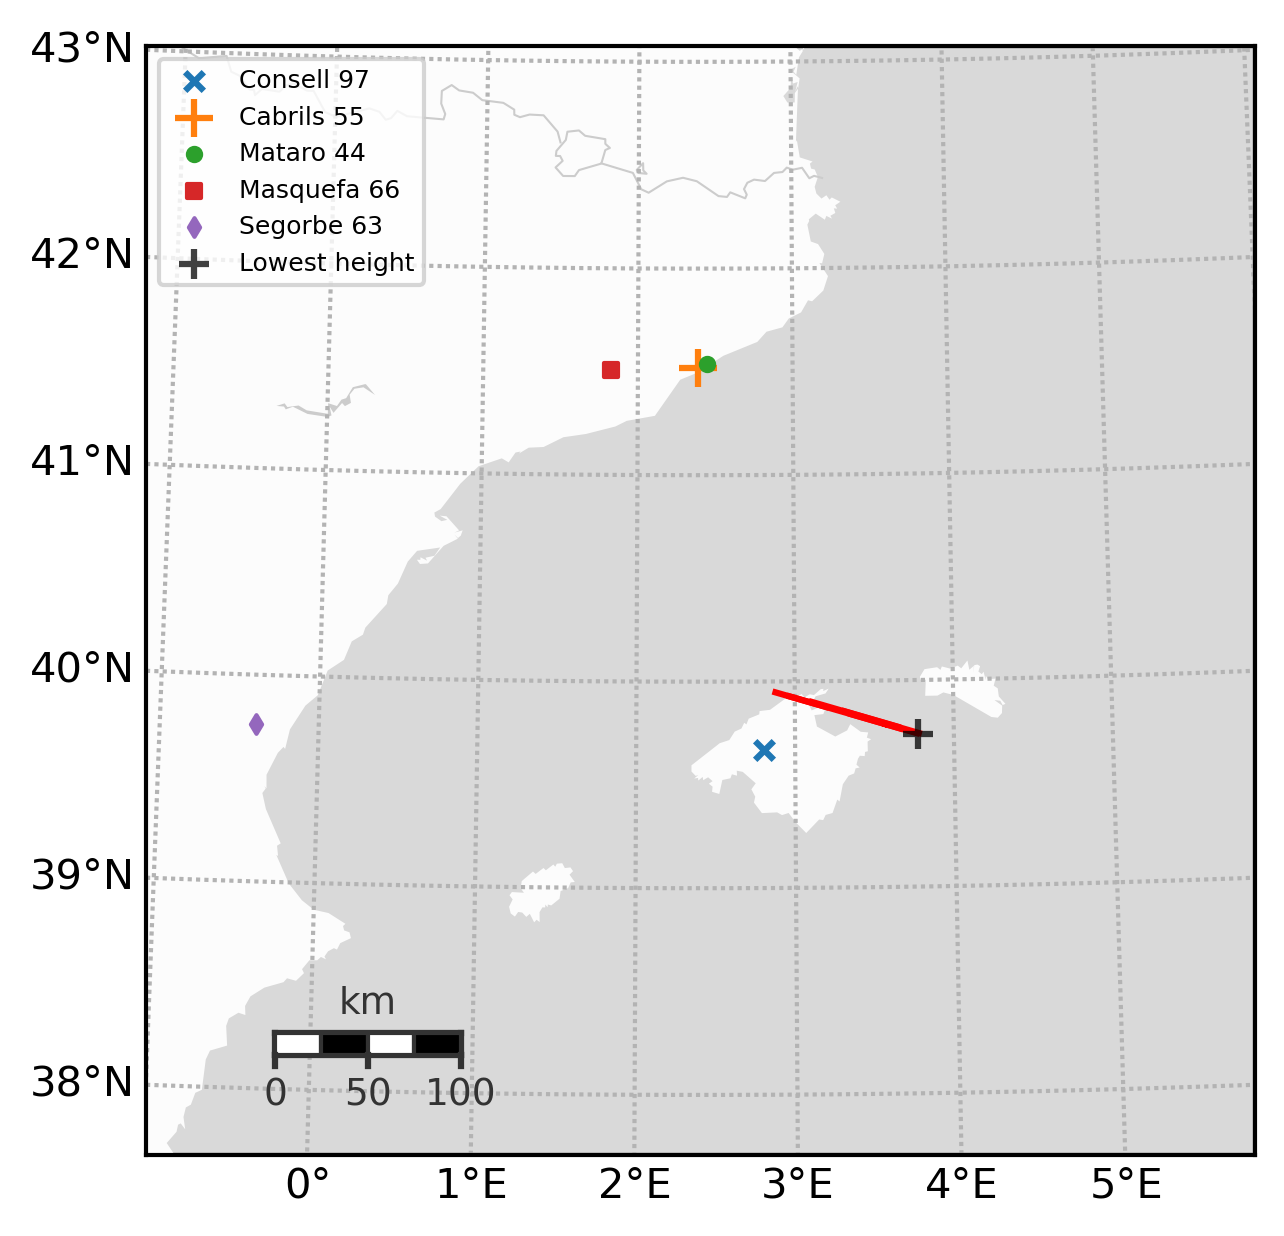 43°N
Consell 97
Cabrils 55
Mataro 44
Masquefa 66
Segorbe 63
Lowest height
42°N
41°N
40°N
39°N
km
0 50 100
38°N
0° 1°E 2°E 3°E 4°E 5°E